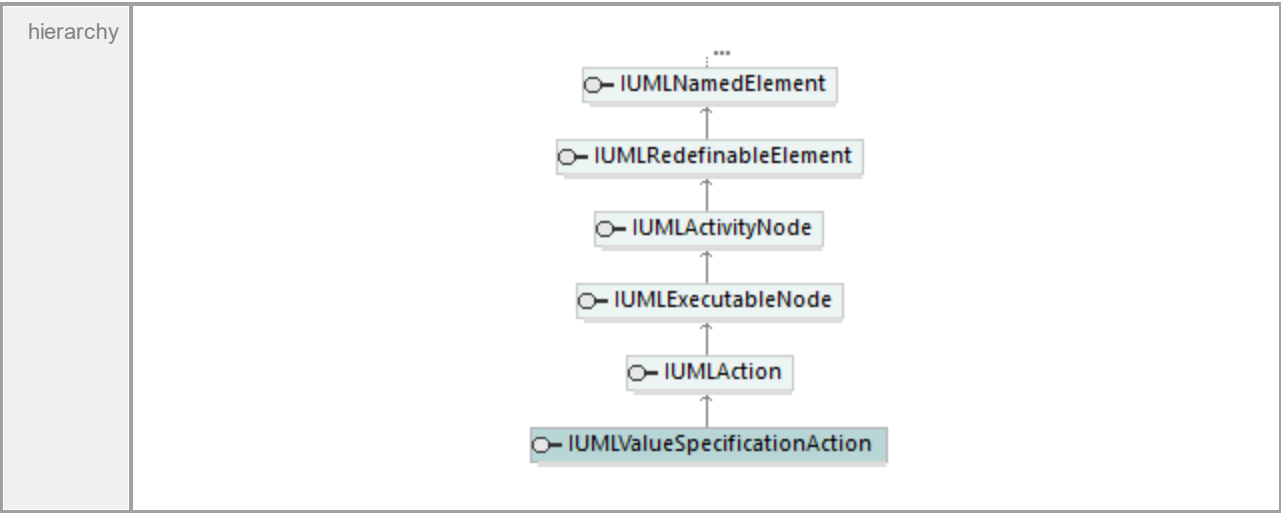 hierarchy
...
IUMLNamedElement
IUMLRedefinableElement
IUMLActivityNode
IUMLExecutableNode
IUMLAction
IUMLValueSpecificationAction